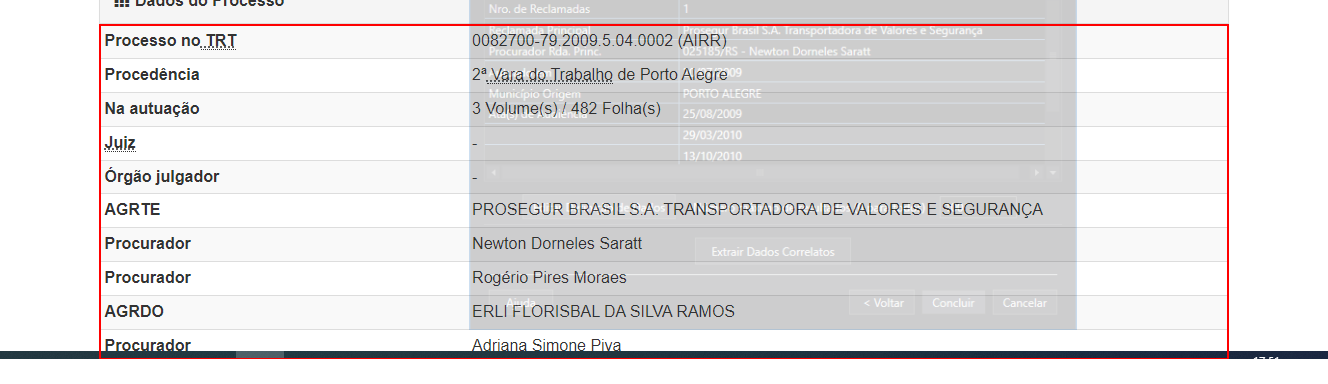 Dados do Processo
Nro. de Reclamadas 1
Processo no TRT 0082700-79.2009.5.04.0002 (AIRR)
Reclamada Principal Prosegur Brasil S.A. Transportadora de Valores e Segurança
Procurador Rda. Princ. 025185/RS - Newton Dorneles Saratt
Procedência 2ª Vara do Trabalho de Porto Alegre
/2009
Município Origem PORTO ALEGRE
Na autuação 3 Volume(s) / 482 Folha(s)
25/08/2009
29/03/2010
Juiz -
13/10/2010
Órgão julgador -
AGRTE PROSEGUR BRASIL S.A. TRANSPORTADORA DE VALORES E SEGURANÇA
Procurador Newton Dorneles Saratt
Extrair Dados Correlatos
Procurador Rogério Pires Moraes
Ajuda < Voltar Concluir Cancelar
AGRDO ERLI FLORISBAL DA SILVA RAMOS
Procurador Adriana Simone Piva